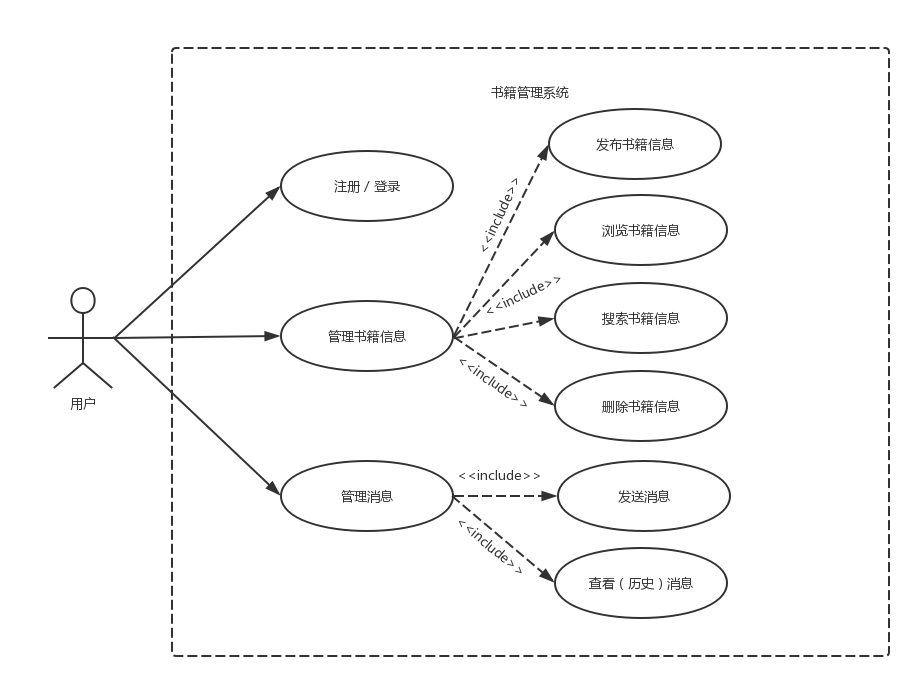 书籍管理系统
发布书籍信息
注册 / 登录
<<include>>
浏览书籍信息
<<include>>
搜索书籍信息
管理书籍信息
<<include>>
删除书籍信息
用户
<<include>>
管理消息
发送消息
<<include>>
查看 ( 历史 ) 消息